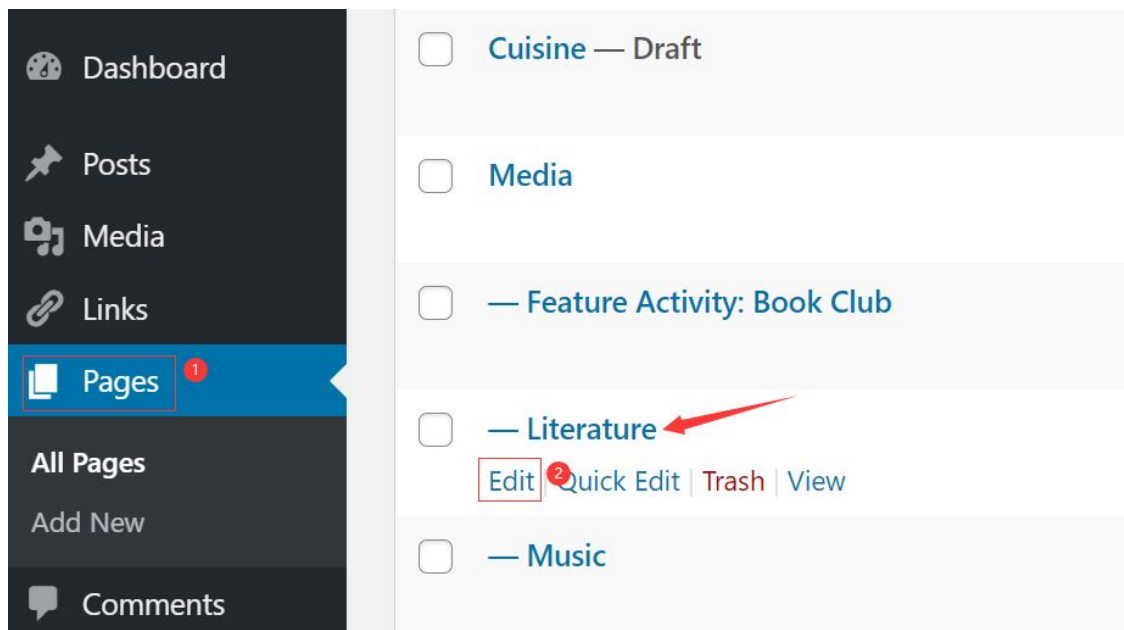 Dashboard
Posts
Media
Links
Pages 1
All Pages
Add New
Comments
Cuisine — Draft
Media
— Feature Activity: Book Club
— Literature
Edit 2 Quick Edit | Trash | View
— Music